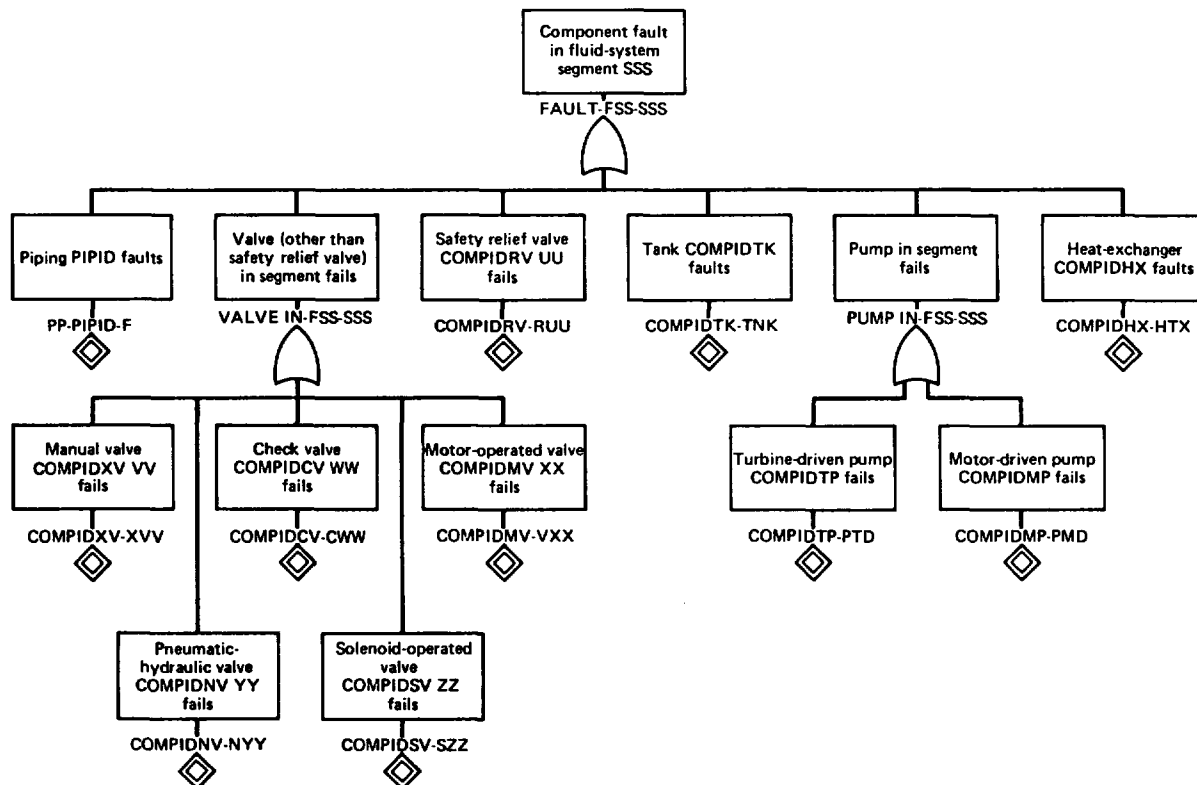 Component fault
in fluid-system
segment SSS
FAULT-FSS-SSS
Piping PIPID faults
PP-PIPID-F
Valve (other than
safety relief valve)
in segment fails
VALVE IN-FSS-SSS
Safety relief valve
COMPIDRV UU
fails
COMPIDRV-RUU
Tank COMPIDTK
faults
COMPIDTK-TNK
Pump in segment
fails
PUMP IN-FSS-SSS
Heat-exchanger
COMPIDHX faults
COMPIDHX-HTX
Manual valve
COMPIDXV VV
fails
COMPIDXV-XVV
Check valve
COMPIDCV WW
fails
COMPIDCV-CWW
Motor-operated valve
COMPIDMV XX
fails
COMPIDMV-VXX
Turbine-driven pump
COMPIDTP fails
COMPIDTP-PTD
Motor-driven pump
COMPIDMP fails
COMPIDMP-PMD
Pneumatic-
hydraulic valve
COMPIDNV YY
fails
COMPIDNV-NYY
Solenoid-operated
valve
COMPIDSV ZZ
fails
COMPIDSV-SZZ